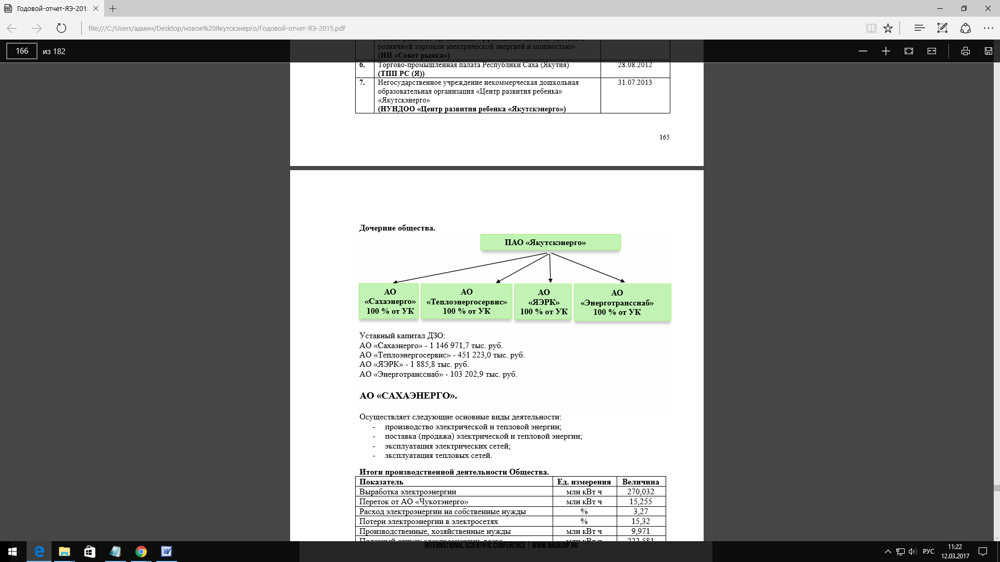 Годовой-отчет-ЯЭ-201
file:///C:/Users/админ/Desktop/новое%20Якутскэнерго/Годовой-отчет-ЯЭ-2015.pdf
166 из 182
розничной торговли электрической энергией и мощностью»
(НП «Совет рынка»)
6. Торгово-промышленная палата Республики Саха (Якутия) 28.08.2012
(ТПП РС (Я))
7. Негосударственное учреждение некоммерческая дошкольная 31.07.2013
образовательная организация «Центр развития ребенка»
«Якутскэнерго»
(НУНДОО «Центр развития ребенка «Якутскэнерго»)
165
Дочерние общества.
ПАО «Якутскэнерго»
АО
«Сахаэнерго»
100 % от УК
АО
«Теплоэнергосервис»
100 % от УК
АО
«ЯЭРК»
100 % от УК
АО
«Энерготрансснаб»
100 % от УК
Уставный капитал ДЗО:
АО «Сахаэнерго» - 1 146 971,7 тыс. руб.
АО «Теплоэнергосервис» - 451 223,0 тыс. руб.
АО «ЯЭРК» - 1 885,8 тыс. руб.
АО «Энерготрансснаб» - 103 202,9 тыс. руб.
АО «САХАЭНЕРГО».
Осуществляет следующие основные виды деятельности:
- производство электрической и тепловой энергии;
- поставка (продажа) электрической и тепловой энергии;
- эксплуатация электрических сетей;
- эксплуатация тепловых сетей.
Итоги производственной деятельности Общества.
Показатель Ед. измерения Величина
Выработка электроэнергии млн кВт ч 270,032
Переток от АО «Чукотэнерго» млн кВт ч 15,255
Расход электроэнергии на собственные нужды % 3,27
Потери электроэнергии в электросетях % 15,32
Производственные, хозяйственные нужды млн кВт ч 9,971
INTERNATIONAL SCIENTIFIC CONFERENCE | WWW.NAUKAIP.RU
РУС
11:22
12.03.2017